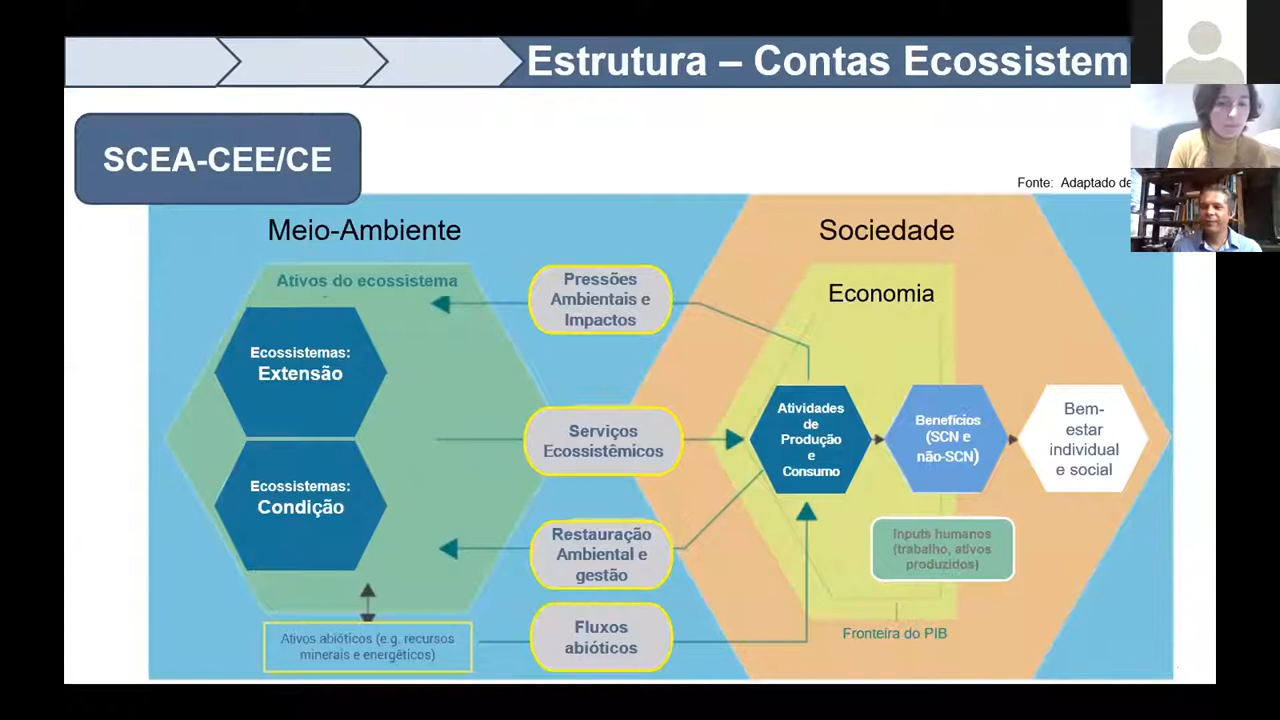 Estrutura – Contas Ecossistem
SCEA-CEE/CE
Fonte: Adaptado de
Meio-Ambiente
Sociedade
Ativos do ecossistema
Ecossistemas:
Extensão
Ecossistemas:
Condição
Ativos abióticos (e.g. recursos
minerais e energéticos)
Pressões
Ambientais e
Impactos
Serviços
Ecossistêmicos
Restauração
Ambiental e
gestão
Fluxos
abióticos
Economia
Atividades
de
Produção
e
Consumo
Benefícios
(SCN e
não-SCN)
Bem-
estar
individual
e social
Inputs humanos
(trabalho, ativos
produzidos)
Fronteira do PIB